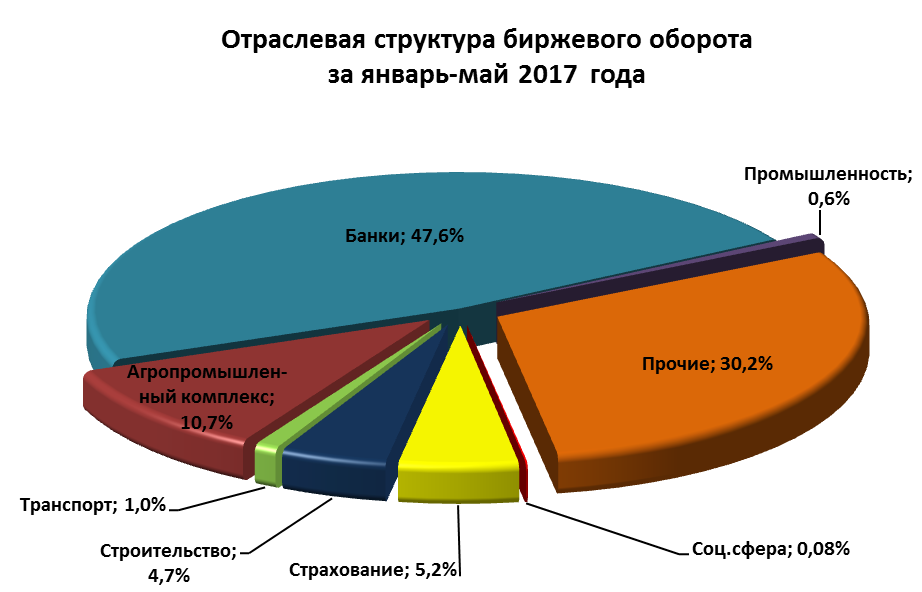 Отраслевая структура биржевого оборота
за январь-май 2017 года
Промышленность;
0,6%
Банки; 47,6%
Прочие; 30,2%
Агропромышлен-
ный комплекс;
10,7%
Транспорт; 1,0%
Строительство;
4,7%
Страхование; 5,2%
Соц.сфера; 0,08%